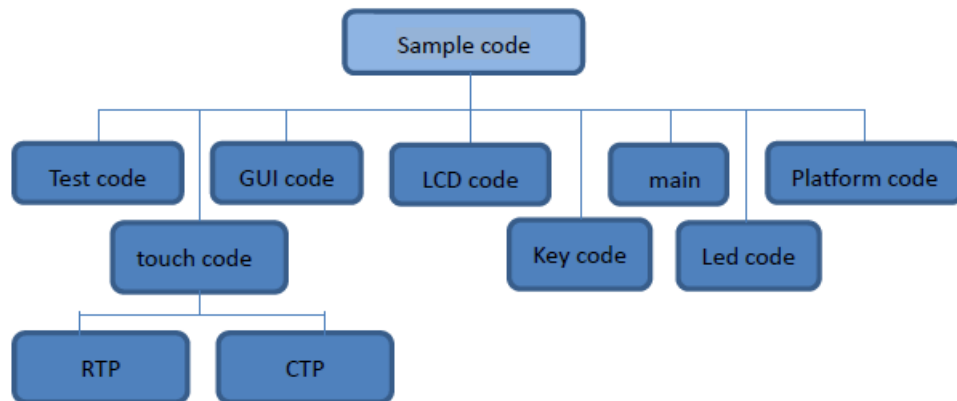 Sample code
Test code
GUI code
LCD code
main
Platform code
touch code
Key code
Led code
RTP
CTP